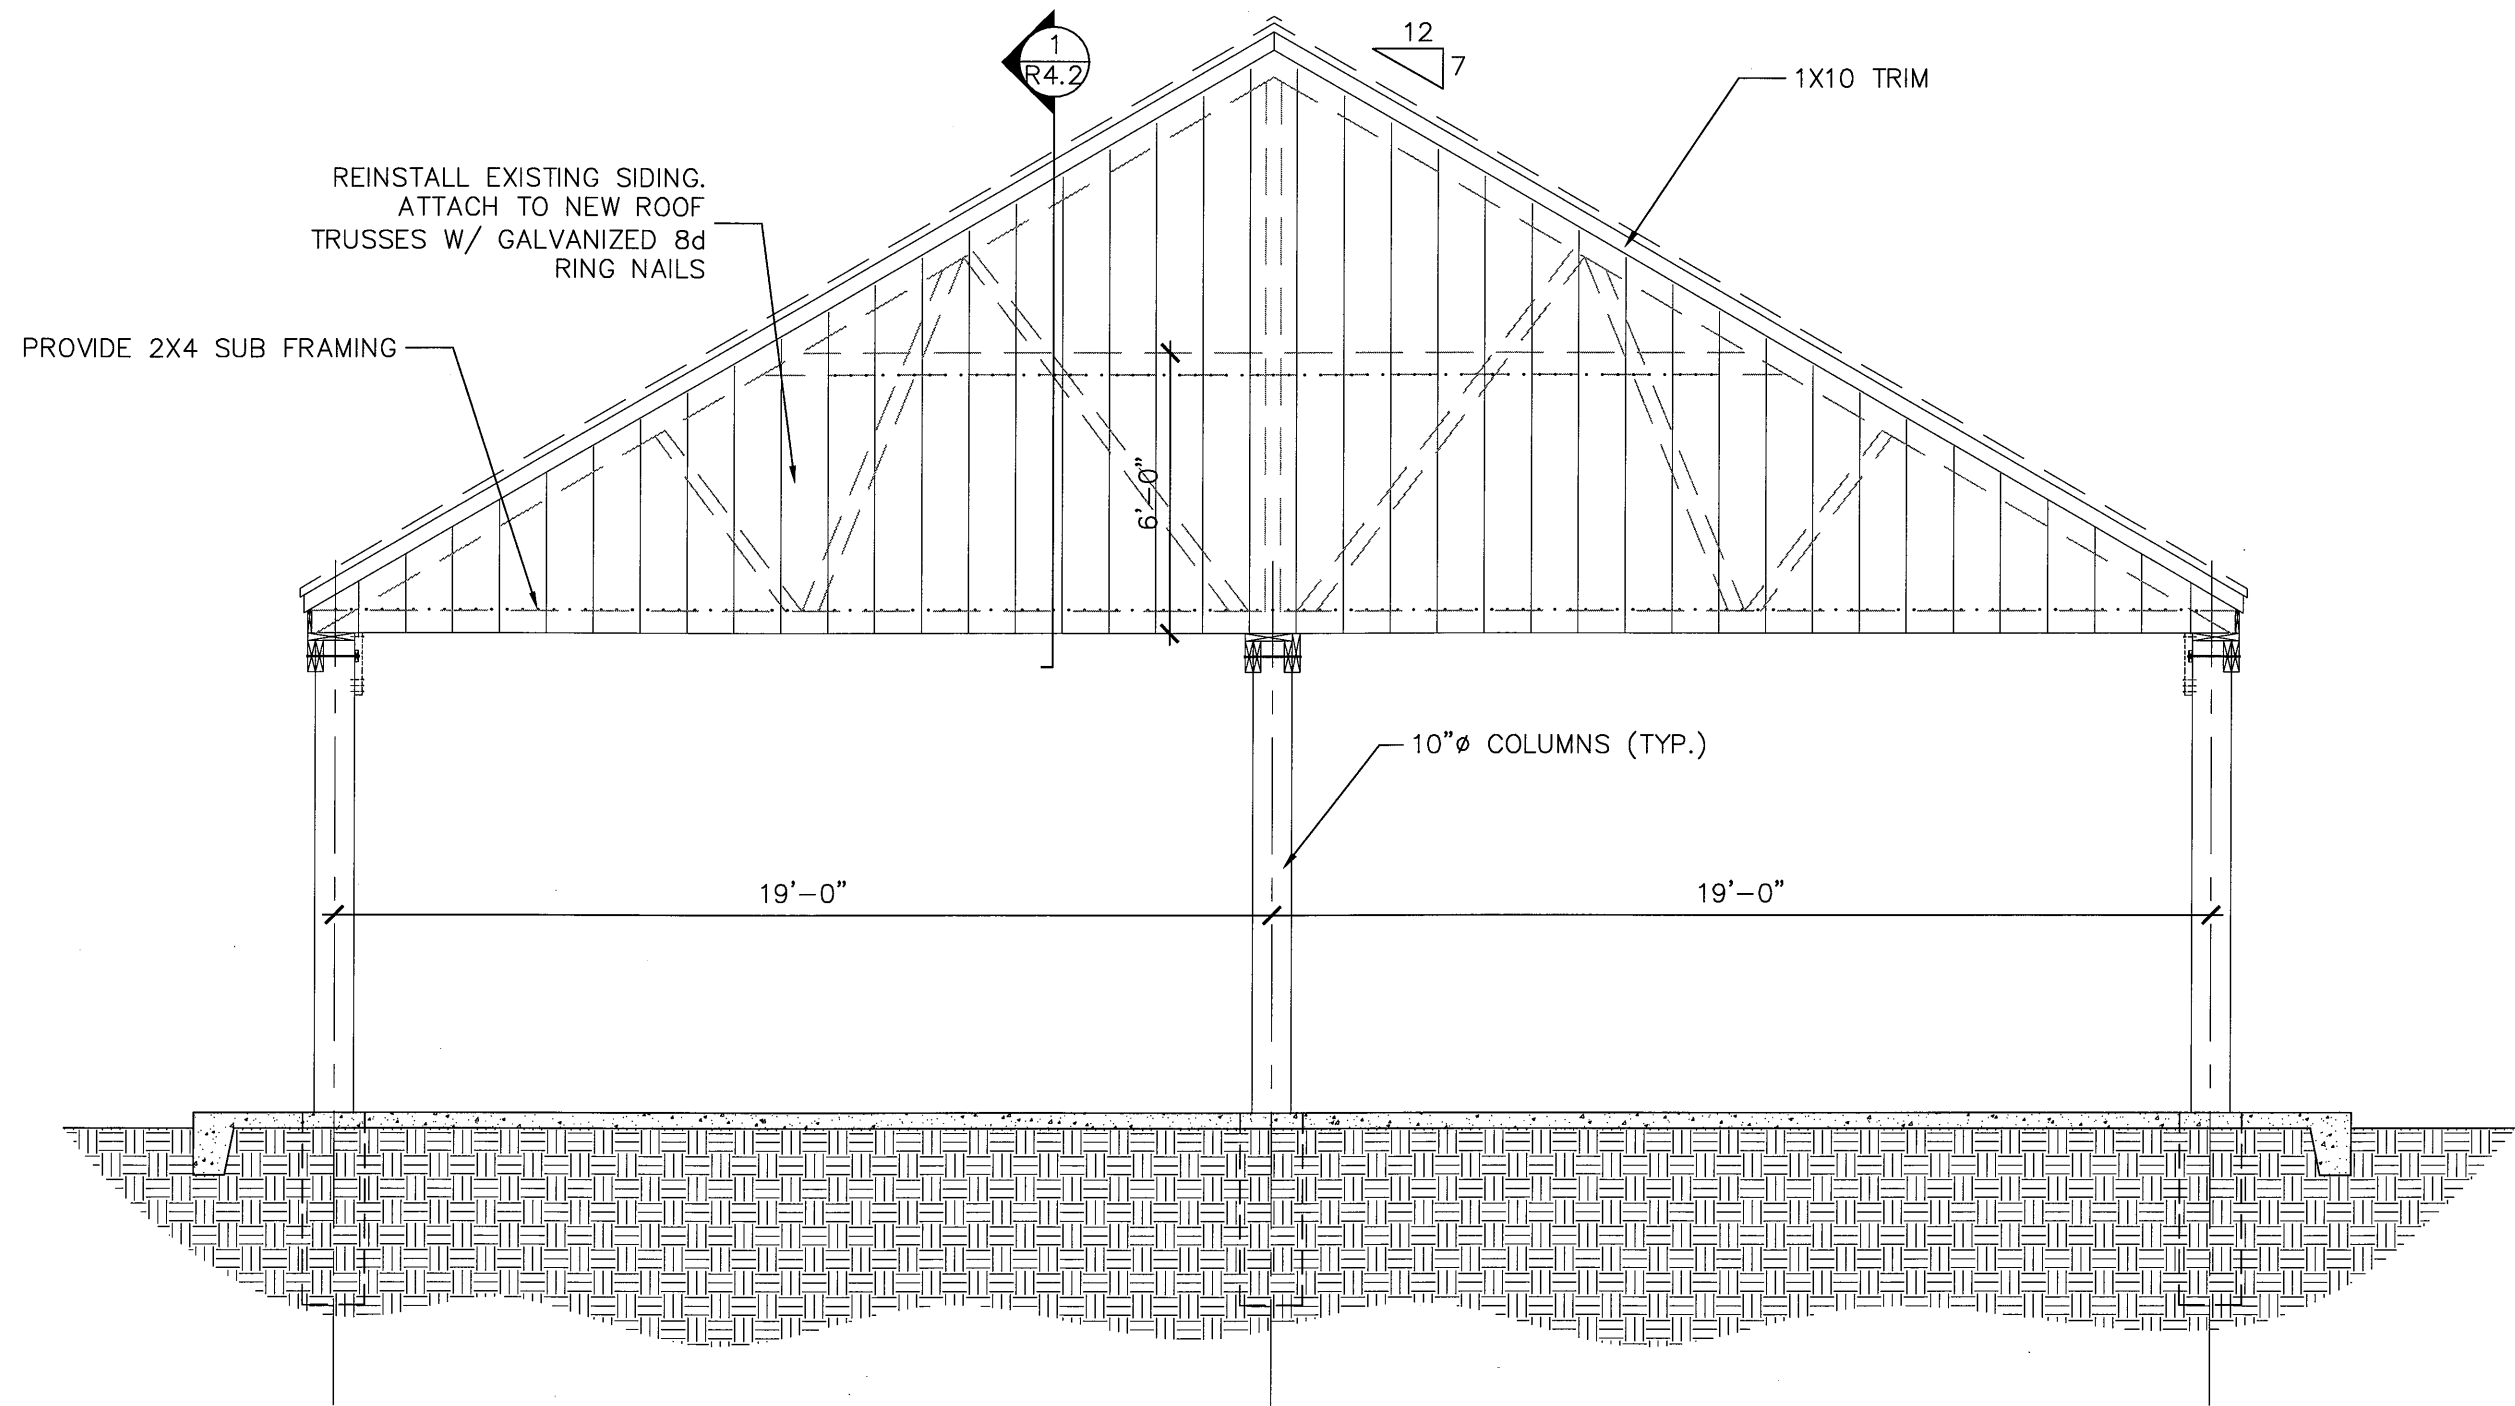 1
R4.2
12
7
1X10 TRIM
REINSTALL EXISTING SIDING.
ATTACH TO NEW ROOF
TRUSSES W/ GALVANIZED 8d
RING NAILS
PROVIDE 2X4 SUB FRAMING
6'-0"
10"ø COLUMNS (TYP.)
19'-0"
19'-0"